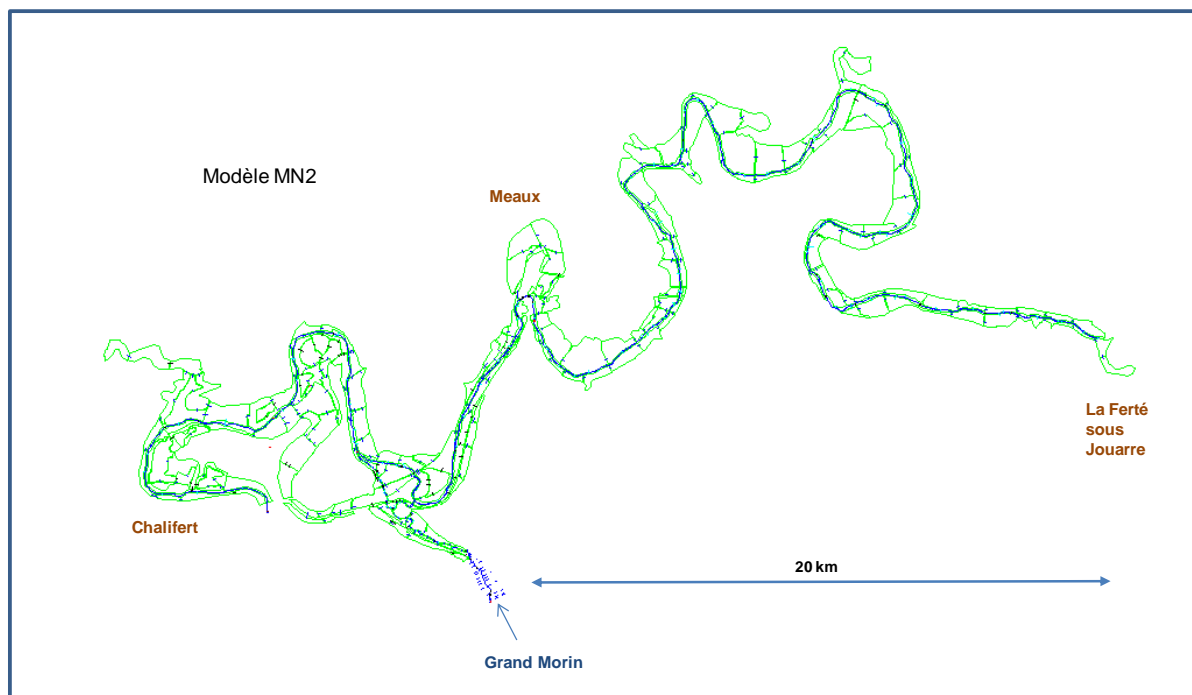 Modèle MN2
Meaux
La Ferté
sous
Jouarre
Chalifert
20 km
Grand Morin